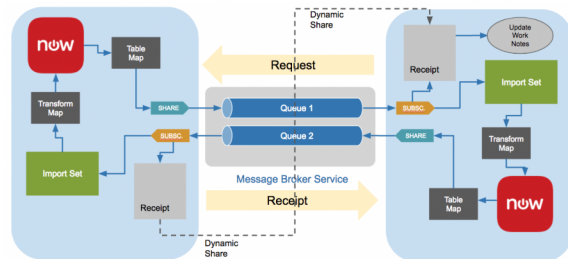 Dynamic
Share
now
Table
Map
Request
Receipt
Update
Work
Notes
Transform
Map
SHARE
Queue 1
SUBSC.
Import Set
SUBSC.
Queue 2
SHARE
Transform
Map
Import Set
Message Broker Service
Receipt
Receipt
Table
Map
now
Dynamic
Share